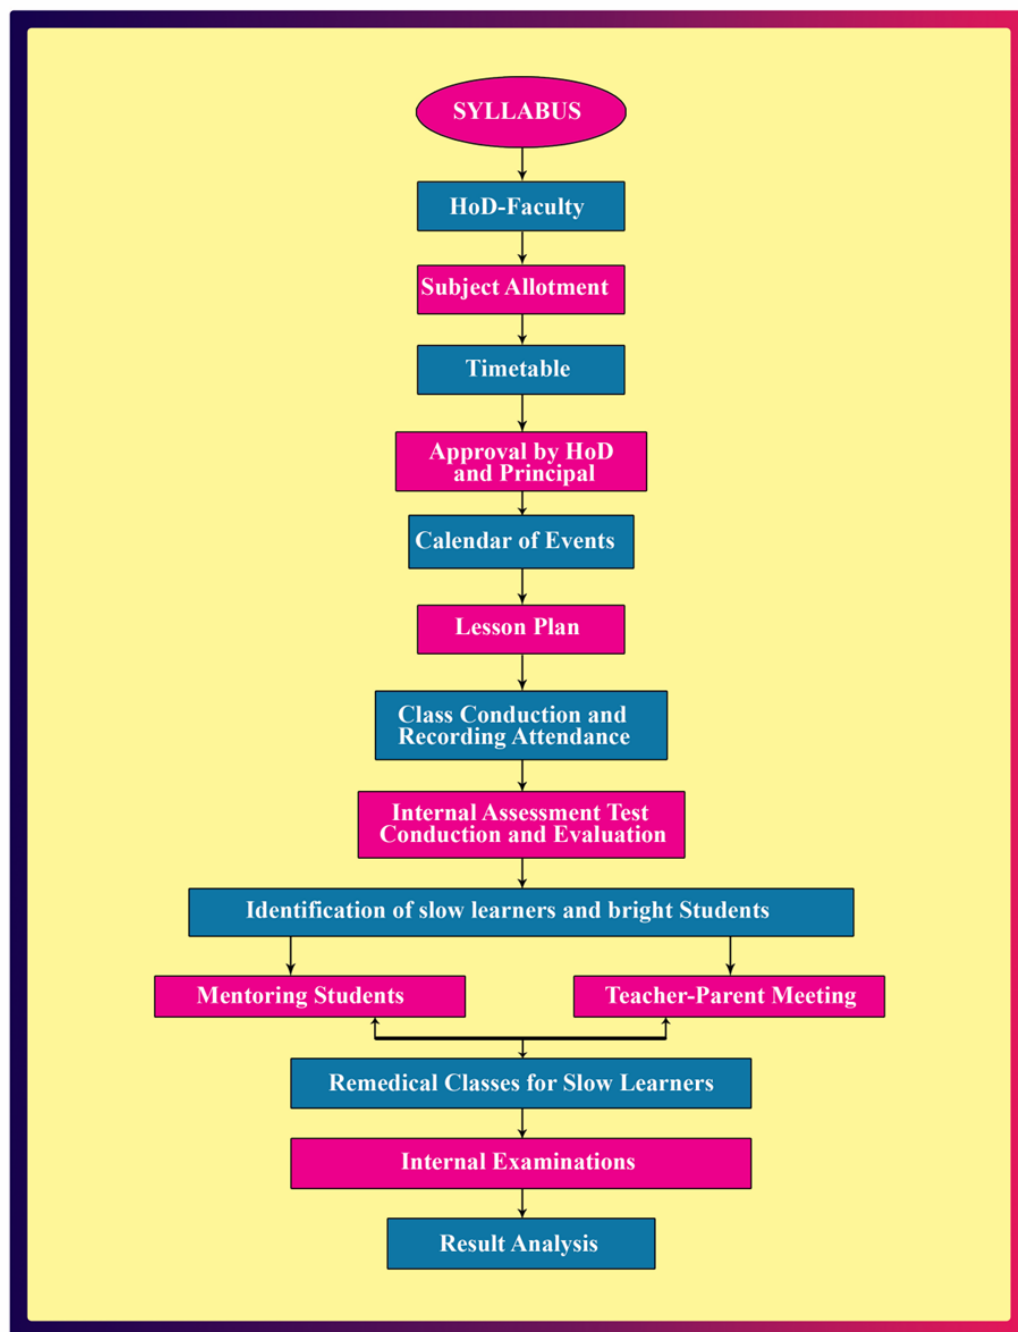 SYLLABUS
HoD-Faculty
Subject Allotment
Timetable
Approval by HoD
and Principal
Calendar of Events
Lesson Plan
Class Conduction and
Recording Attendance
Internal Assessment Test
Conduction and Evaluation
Identification of slow learners and bright Students
Mentoring Students
Teacher-Parent Meeting
Remedical Classes for Slow Learners
Internal Examinations
Result Analysis